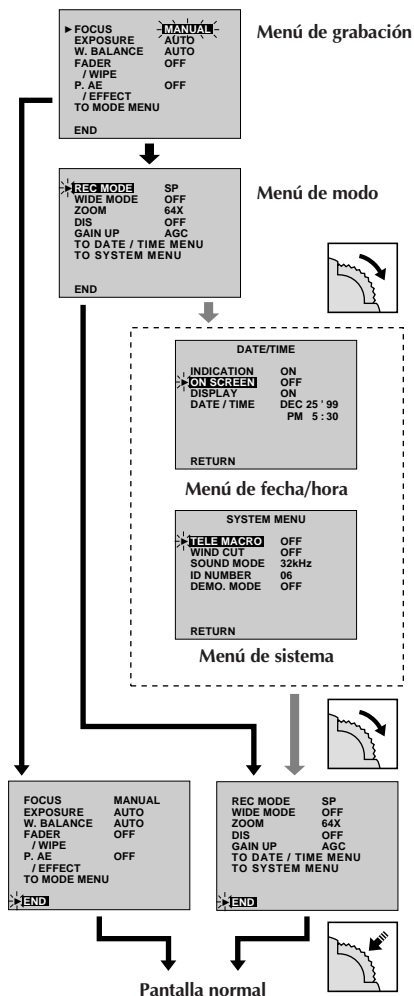 FOCUS MANUAL
EXPOSURE AUTO
W. BALANCE AUTO
FADER OFF
/ WIPE
P. AE OFF
/ EFFECT
TO MODE MENU
END
Menú de grabación
REC MODE SP
WIDE MODE OFF
ZOOM 64X
DIS OFF
GAIN UP AGC
TO DATE / TIME MENU
TO SYSTEM MENU
END
Menú de modo
DATE/TIME
INDICATION ON
ON SCREEN OFF
DISPLAY ON
DATE / TIME DEC 25 ' 99
PM 5 : 30
RETURN
Menú de fecha/hora
SYSTEM MENU
TELE MACRO OFF
WIND CUT OFF
SOUND MODE 32kHz
ID NUMBER 06
DEMO. MODE OFF
RETURN
Menú de sistema
FOCUS MANUAL
EXPOSURE AUTO
W. BALANCE AUTO
FADER OFF
/ WIPE
P. AE OFF
/ EFFECT
TO MODE MENU
END
REC MODE SP
WIDE MODE OFF
ZOOM 64X
DIS OFF
GAIN UP AGC
TO DATE / TIME MENU
TO SYSTEM MENU
END
Pantalla normal